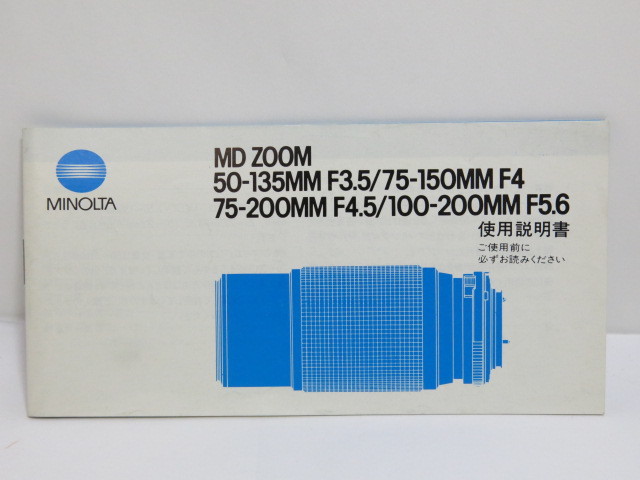 MINOLTA
MD ZOOM
50-135MM F3.5/75-150MM F4
75-200MM F4.5/100-200MM F5.6
使用説明書
ご使用前に
必ずお読みください